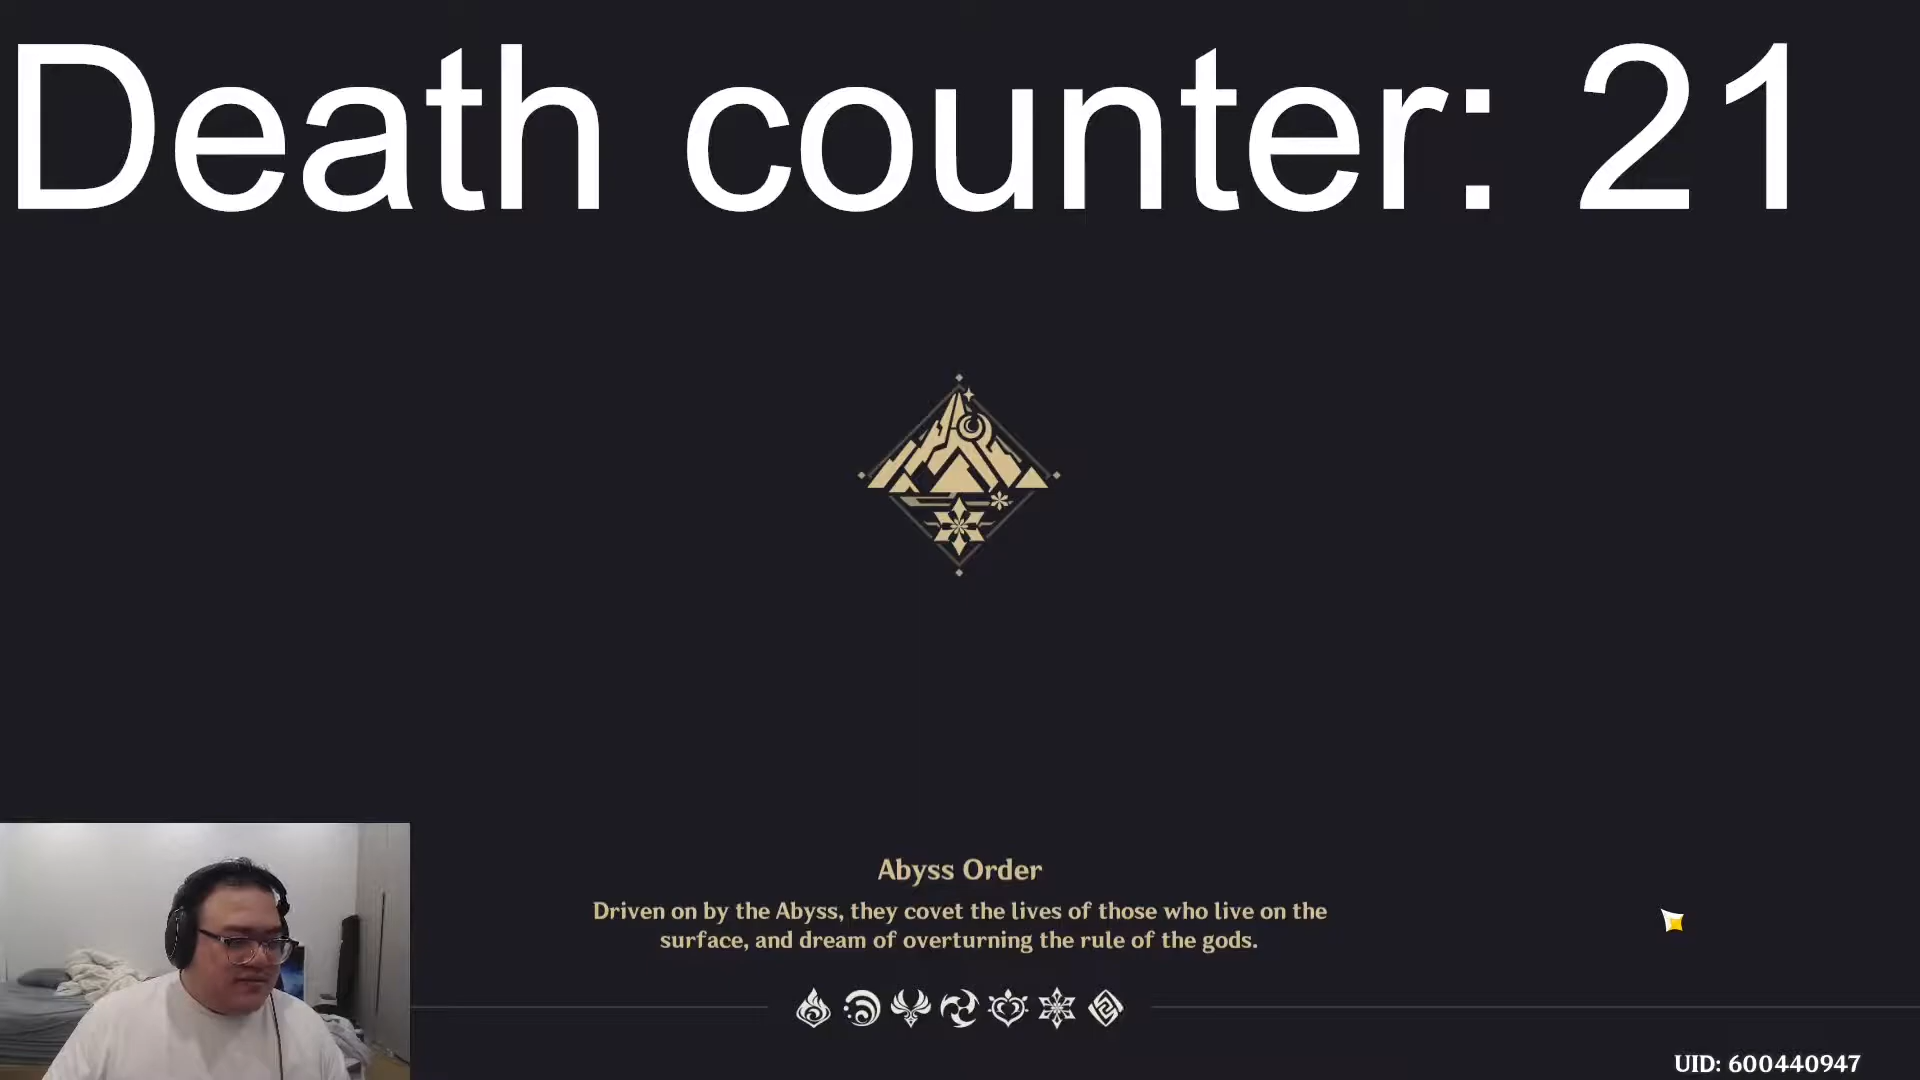 Death counter: 21
Abyss Order
Driven on by the Abyss, they covet the lives of those who live on the
surface, and dream of overturning the rule of the gods.
UID: 600440947